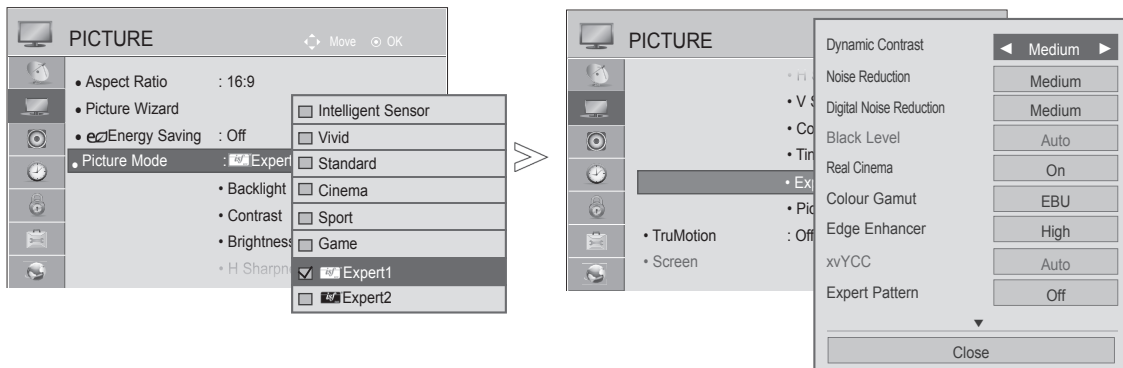 PICTURE
Move OK
• Aspect Ratio : 16:9
• Picture Wizard
• Energy Saving : Off
• Picture Mode : Expert
• Backlight
• Contrast
• Brightness
• H Sharpn
Intelligent Sensor
Vivid
Standard
Cinema
Sport
Game
Expert1
Expert2
PICTURE
• V S
• Co
• Tin
• Exp
• Pic
• TruMotion : Off
• Screen
Dynamic Contrast ◀ Medium ▶
Noise Reduction Medium
Digital Noise Reduction Medium
Black Level Auto
Real Cinema On
Colour Gamut EBU
Edge Enhancer High
xvYCC Auto
Expert Pattern Off
▼
Close